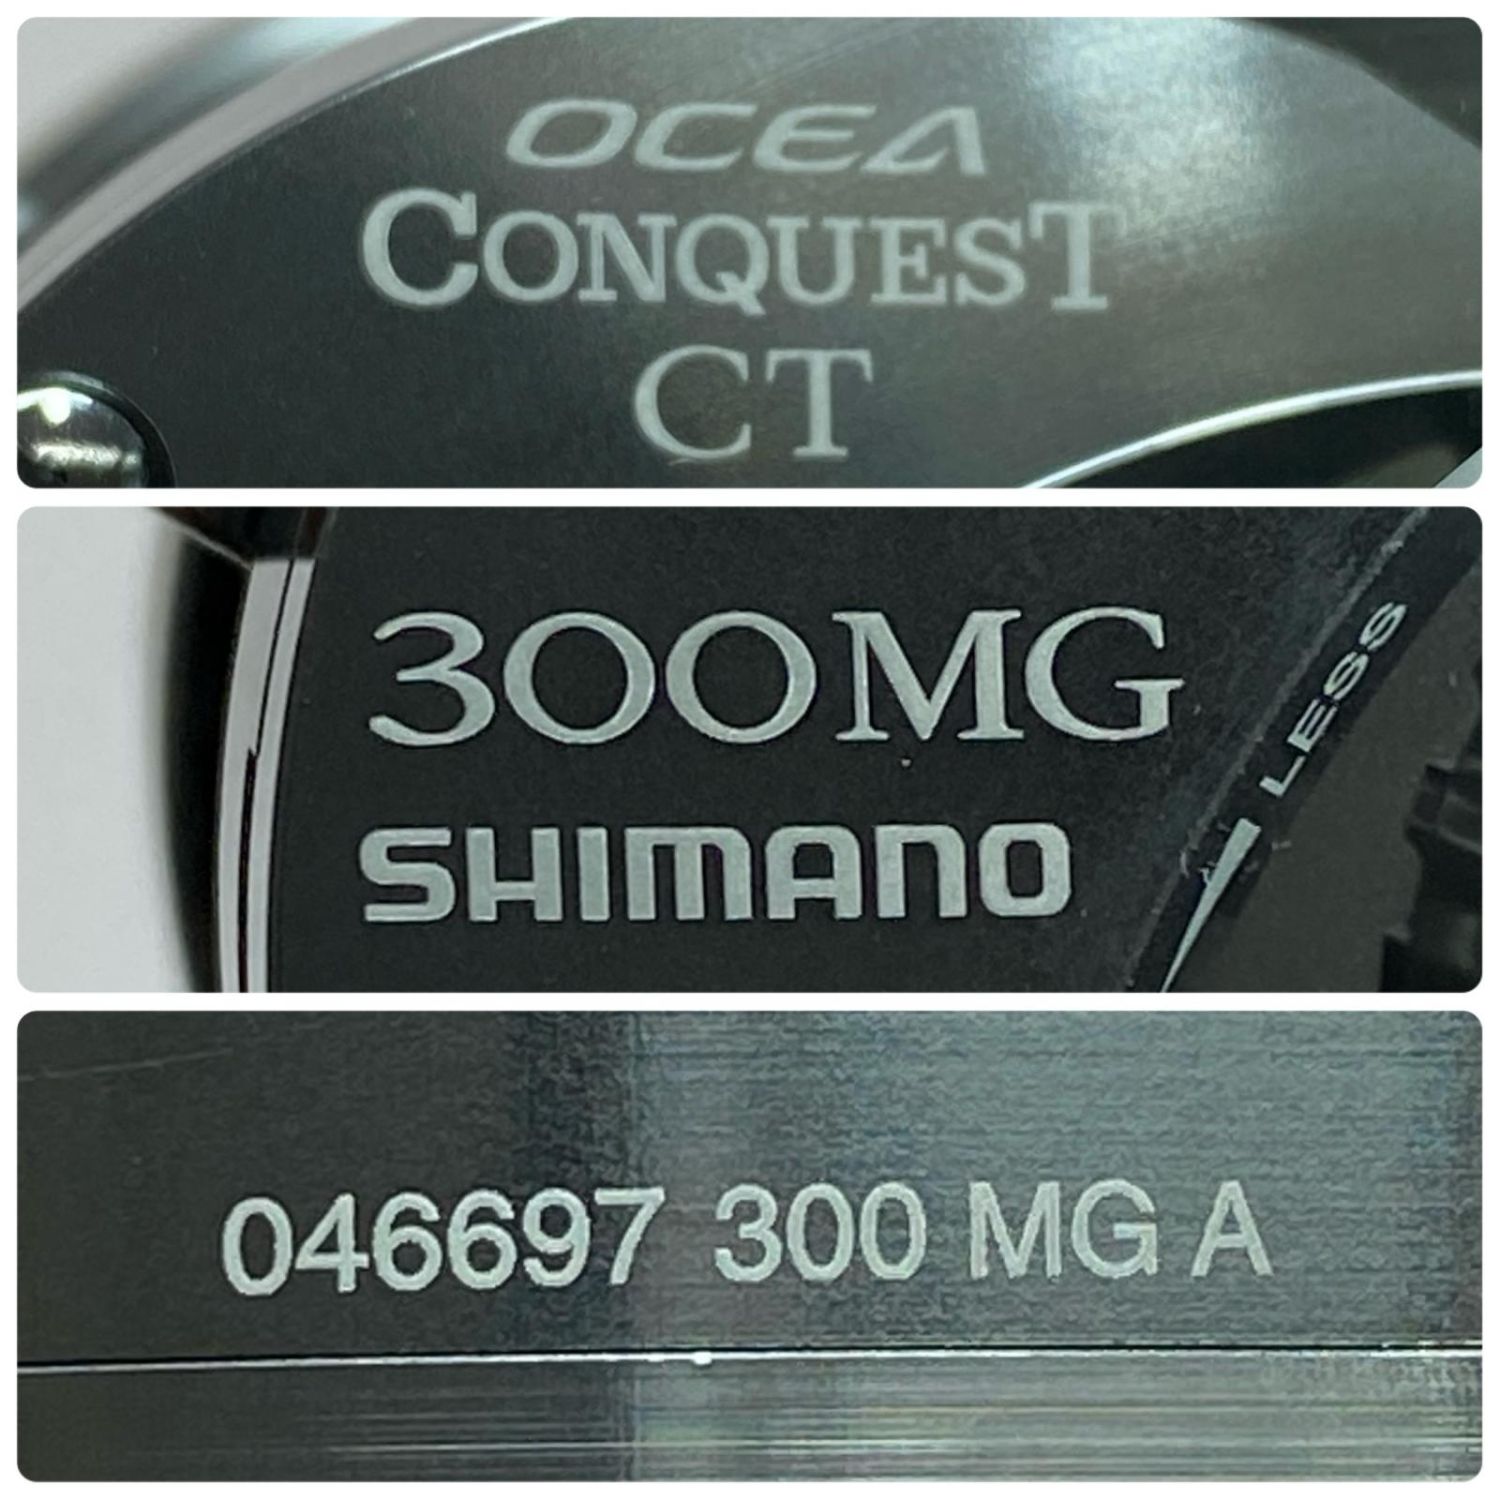 OCEA
CONQUEST
CT
300MG
SHIMANO
LESS
046697 300 MG A